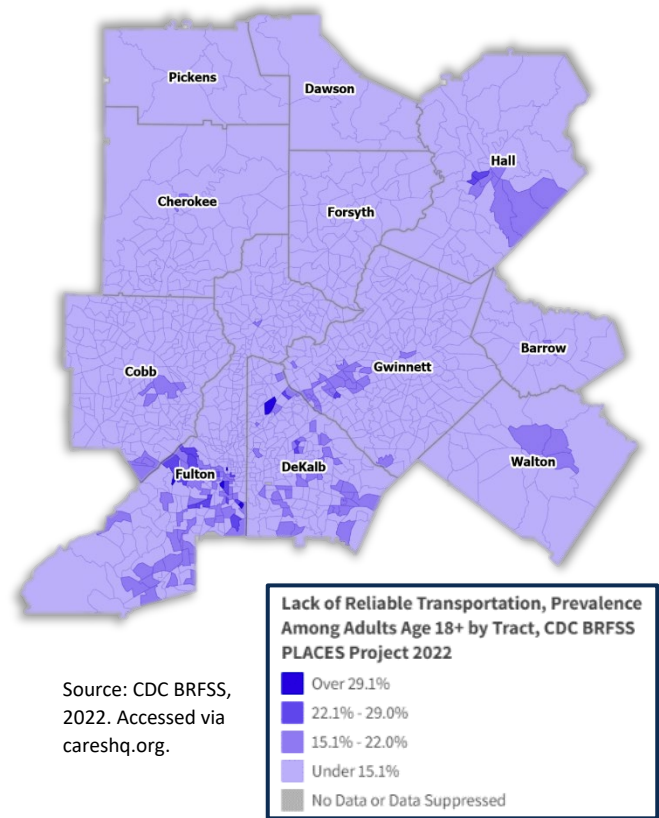 Pickens
Dawson
Hall
Cherokee
Forsyth
Cobb
Gwinnett
Barrow
Fulton
DeKalb
Walton
Lack of Reliable Transportation, Prevalence
Among Adults Age 18+ by Tract, CDC BRFSS
PLACES Project 2022
Over 29.1%
22.1% - 29.0%
15.1% - 22.0%
Under 15.1%
No Data or Data Suppressed
Source: CDC BRFSS,
2022. Accessed via
careshq.org.